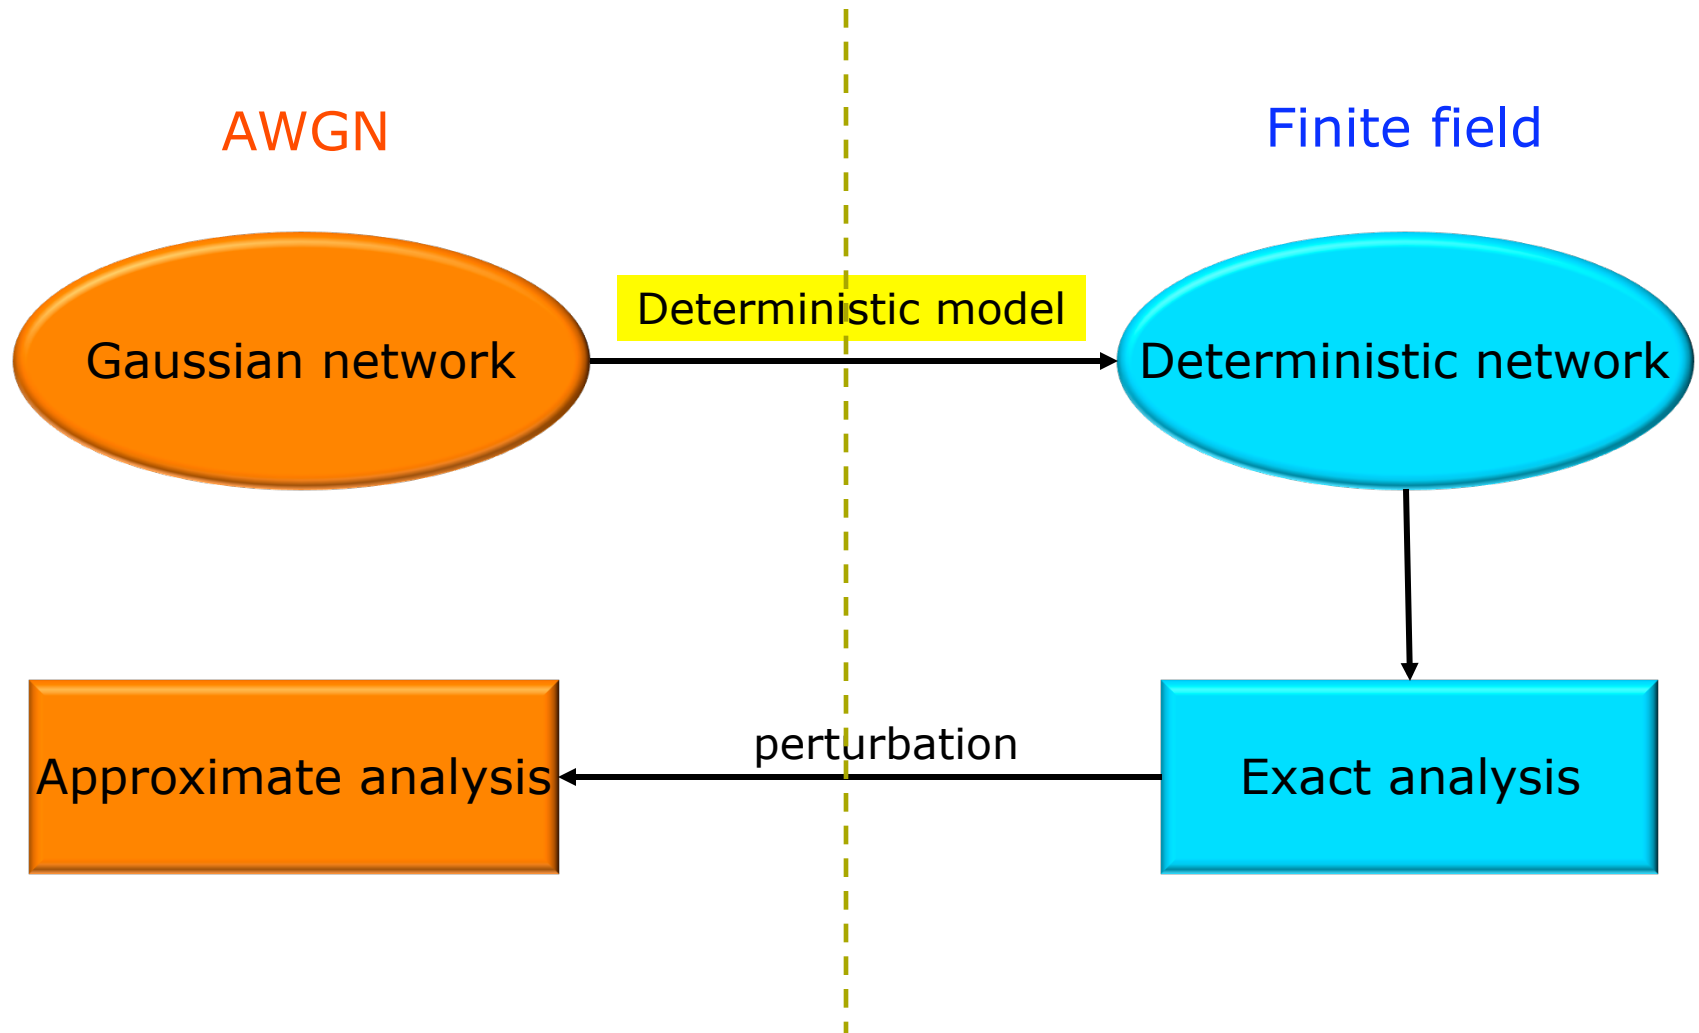 AWGN
Finite field
Deterministic model
Gaussian network
Deterministic network
perturbation
Approximate analysis
Exact analysis